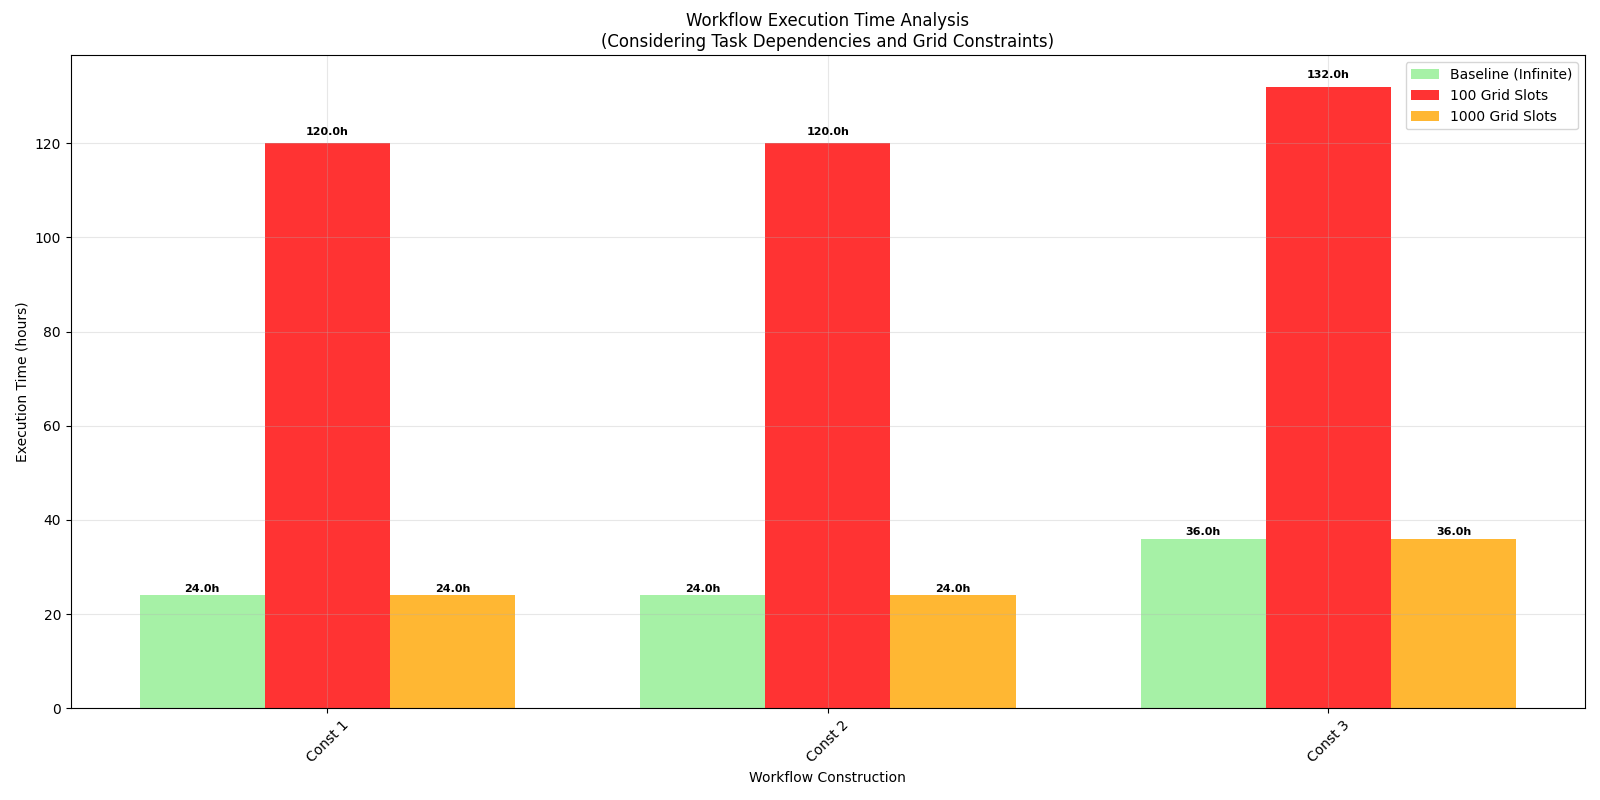 Workflow Execution Time Analysis
(Considering Task Dependencies and Grid Constraints)
Baseline (Infinite)
100 Grid Slots
1000 Grid Slots
Execution Time (hours)
120
100
80
60
40
20
0
24.0h
120.0h
24.0h
24.0h
120.0h
24.0h
36.0h
132.0h
36.0h
Const 1
Const 2
Const 3
Workflow Construction